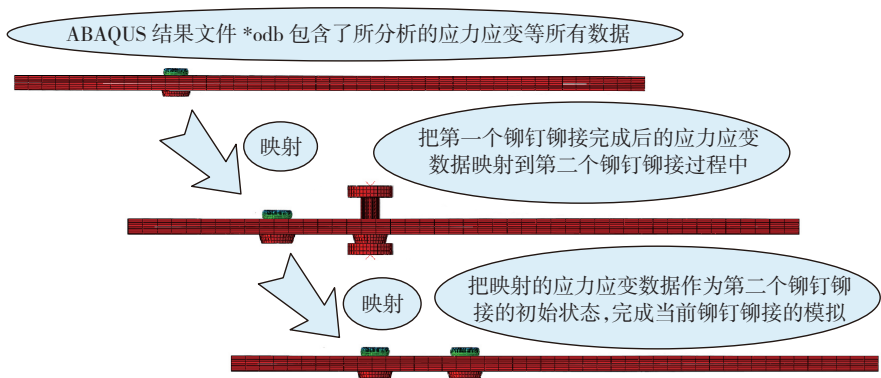 ABAQUS 结果文件 *odb 包含了所分析的应力应变等所有数据
映射
把第一个铆钉铆接完成后的应力应变
数据映射到第二个铆钉铆接过程中
映射
把映射的应力应变数据作为第二个铆钉铆
接的初始状态,完成当前铆钉铆接的模拟